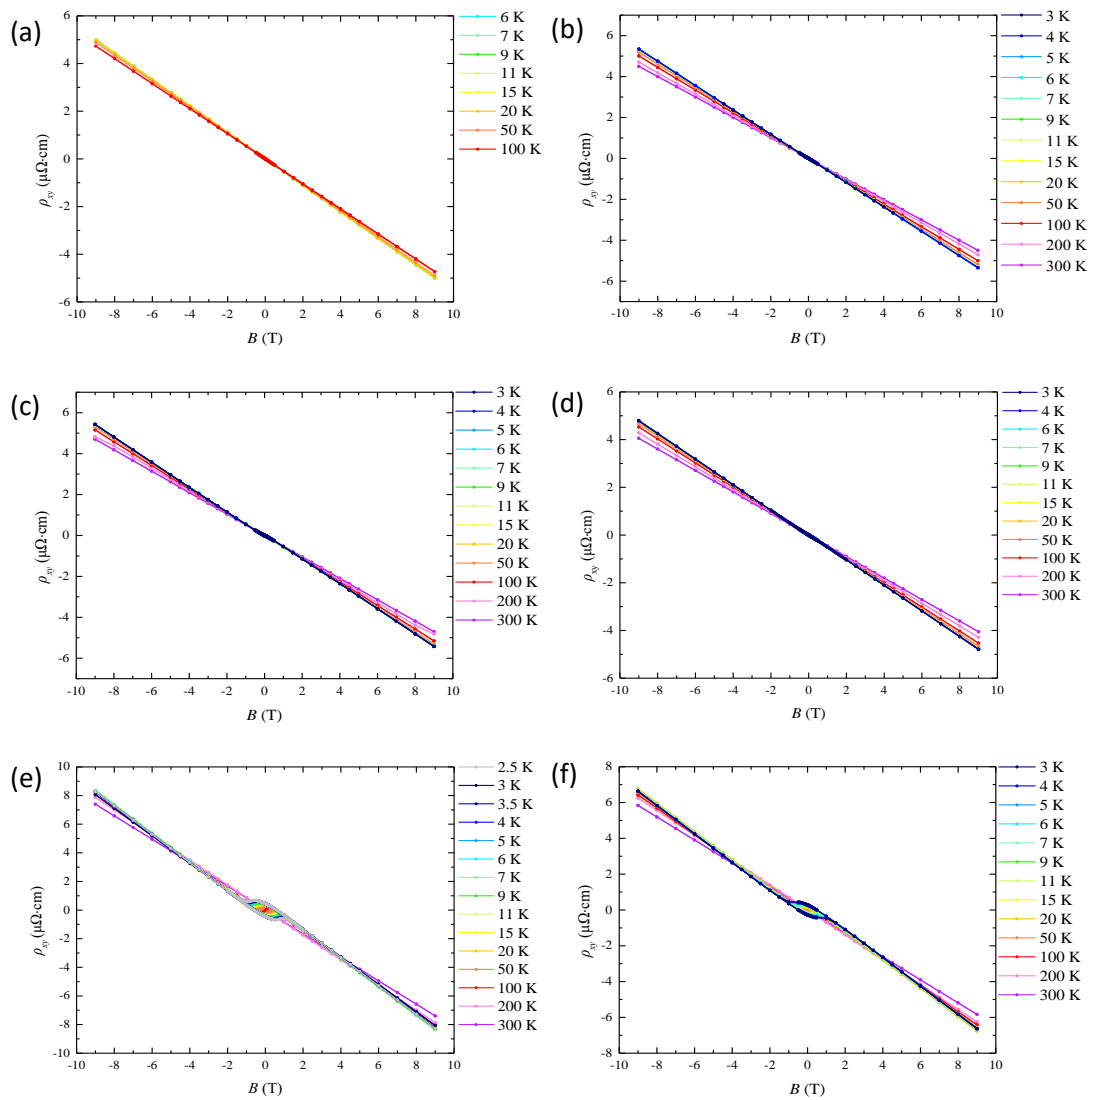 (a)
6 K
7 K
9 K
11 K
15 K
20 K
50 K
100 K
6
4
2
0
-2
-4
-6
ρxy (μΩ·cm)
-10 -8 -6 -4 -2 0 2 4 6 8 10
B (T)
(b)
3 K
4 K
5 K
6 K
7 K
9 K
11 K
15 K
20 K
50 K
100 K
200 K
300 K
6
4
2
0
-2
-4
-6
ρxy (μΩ·cm)
-10 -8 -6 -4 -2 0 2 4 6 8 10
B (T)
(c)
3 K
4 K
5 K
6 K
7 K
9 K
11 K
15 K
20 K
50 K
100 K
200 K
300 K
6
4
2
0
-2
-4
-6
ρxy (μΩ·cm)
-10 -8 -6 -4 -2 0 2 4 6 8 10
B (T)
(d)
3 K
4 K
6 K
7 K
9 K
11 K
15 K
20 K
50 K
100 K
200 K
300 K
6
4
2
0
-2
-4
-6
ρxy (μΩ·cm)
-10 -8 -6 -4 -2 0 2 4 6 8 10
B (T)
(e)
2.5 K
3 K
3.5 K
4 K
5 K
6 K
7 K
9 K
11 K
15 K
20 K
50 K
100 K
200 K
300 K
10
8
6
4
2
0
-2
-4
-6
-8
-10
ρxy (μΩ·cm)
-10 -8 -6 -4 -2 0 2 4 6 8 10
B (T)
(f)
3 K
4 K
5 K
6 K
7 K
9 K
11 K
15 K
20 K
50 K
100 K
200 K
300 K
8
6
4
2
0
-2
-4
-6
-8
ρxy (μΩ·cm)
-10 -8 -6 -4 -2 0 2 4 6 8 10
B (T)